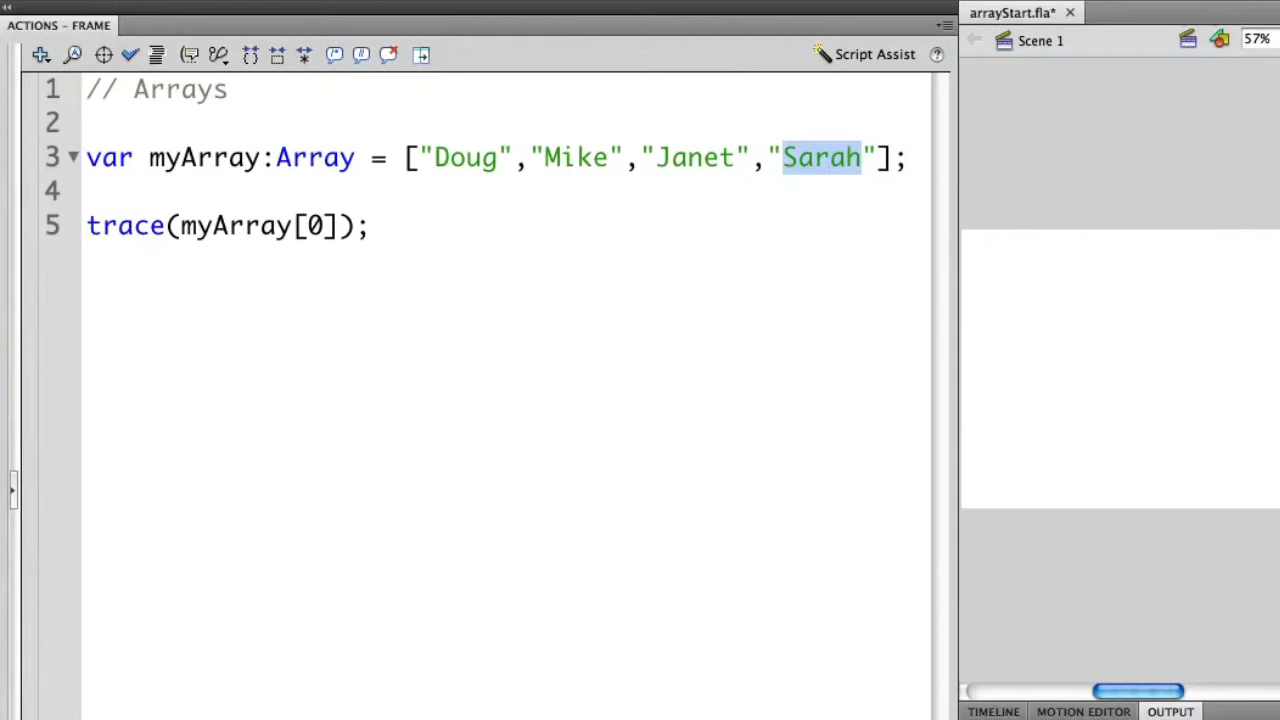 ACTIONS - FRAME
arrayStart.fla*
Scene 1
57%
Script Assist
1 // Arrays
2
3 var myArray:Array = ["Doug","Mike","Janet","Sarah"];
4
5 trace(myArray[0]);
TIMELINE MOTION EDITOR OUTPUT